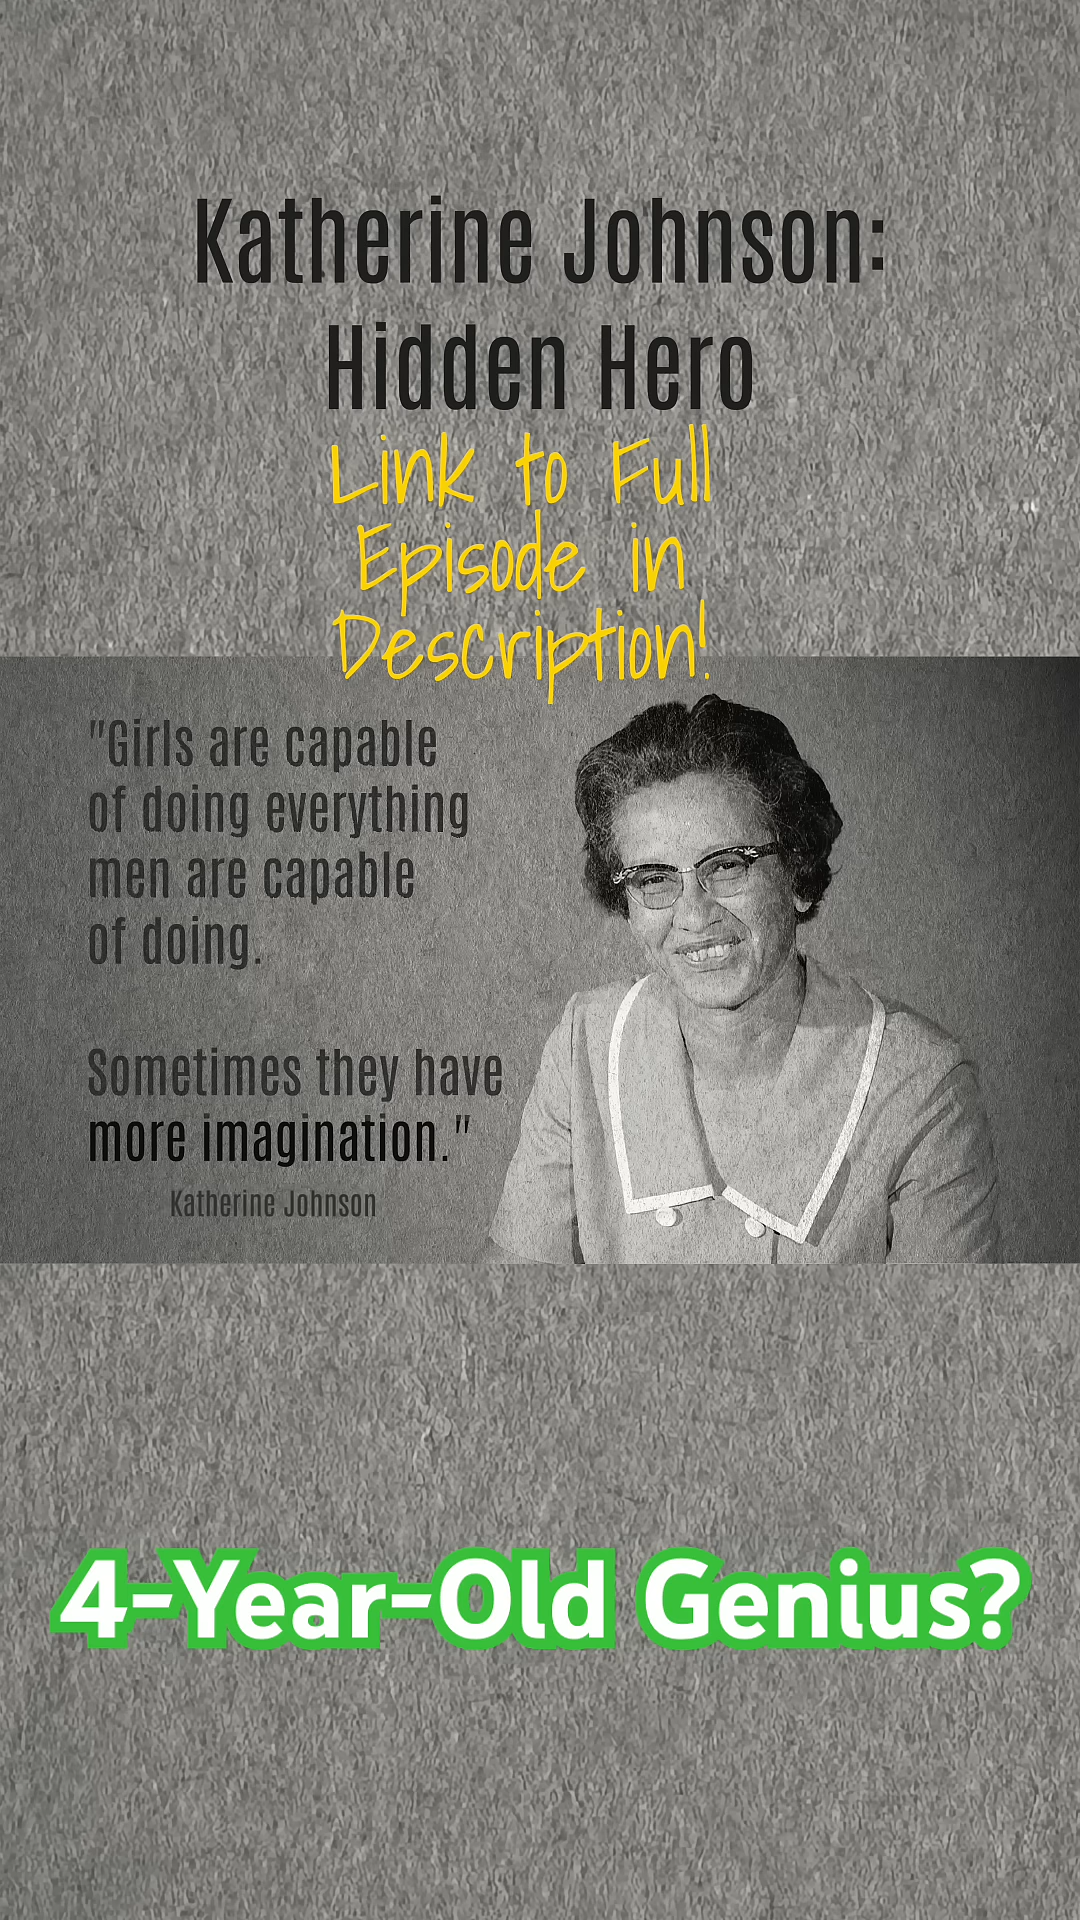 Katherine Johnson:
Hidden Hero
Link to Full
Episode in
Description!
"Girls are capable
of doing everything
men are capable
of doing.
Sometimes they have
more imagination."
Katherine Johnson
4-Year-Old Genius?